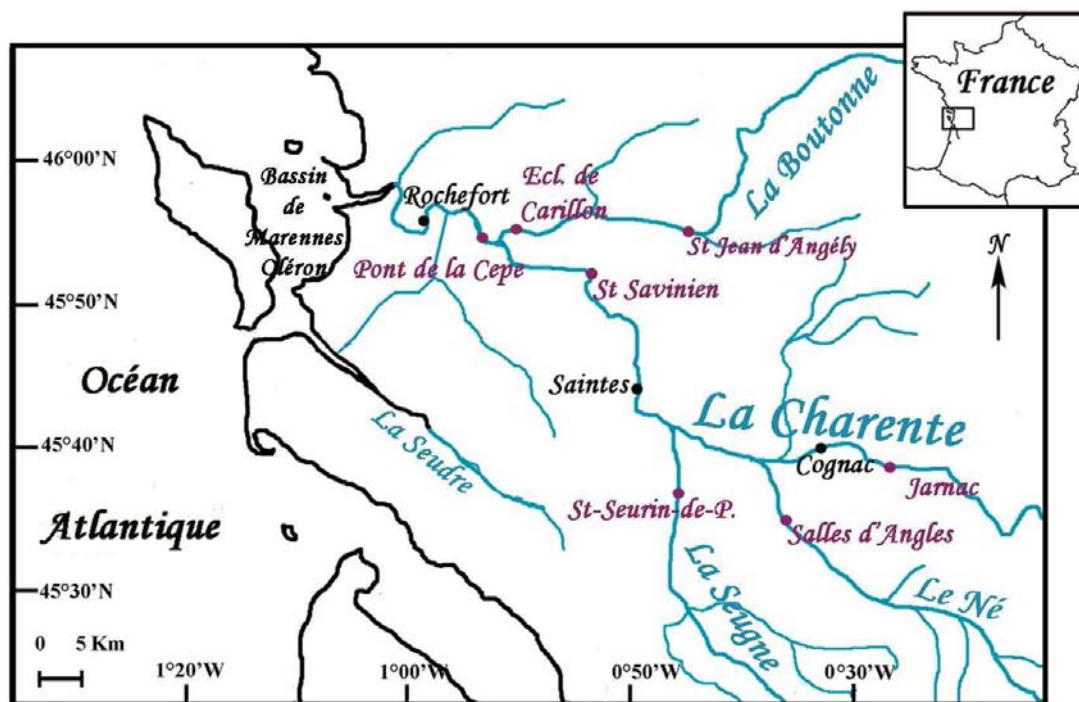 France
La Boutonne
46°00'N
Bassin
de
Marennes
Oléron
Rochefort
Ecl. de
Carillon
St Jean d'Angély
N
Pont de la Cepe
St Savinien
45°50'N
Océan
Saintes
La Charente
45°40'N
La Seudre
Cognac
Jarnac
St-Seurin-de-P.
Salles d'Angles
Atlantique
45°30'N
La Seugne
Le Né
0 5 Km
1°20'W
1°00'W
0°50'W
0°30'W